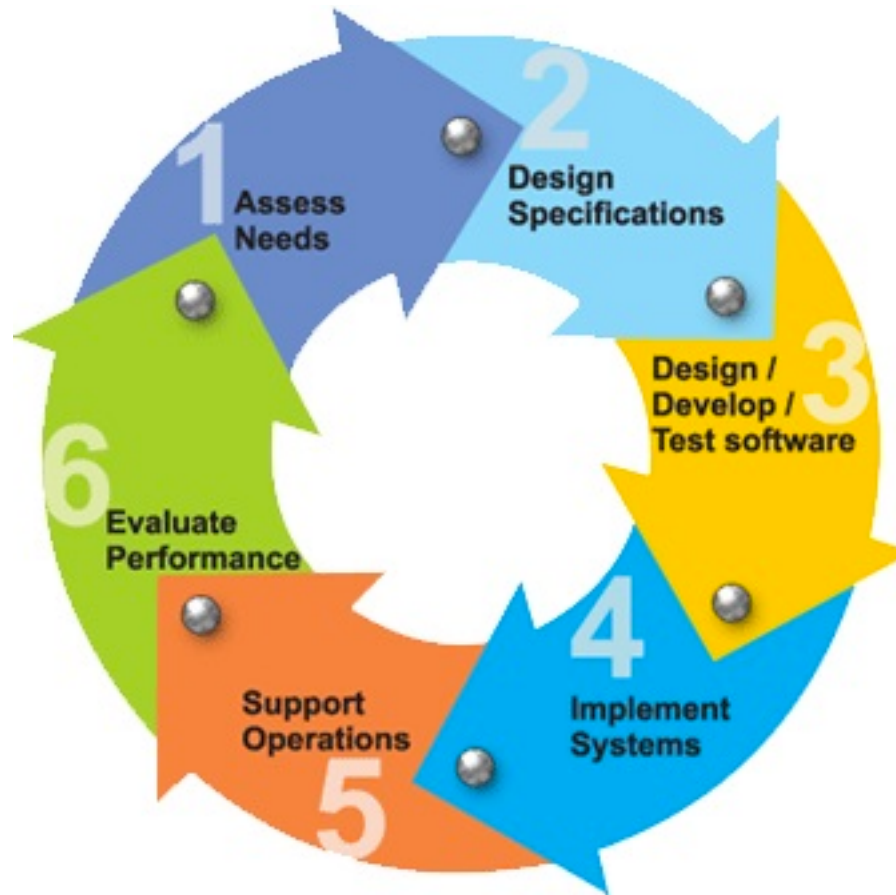 1
Assess
Needs
2
Design
Specifications
3
Design /
Develop /
Test software
4
Implement
Systems
5
Support
Operations
6
Evaluate
Performance